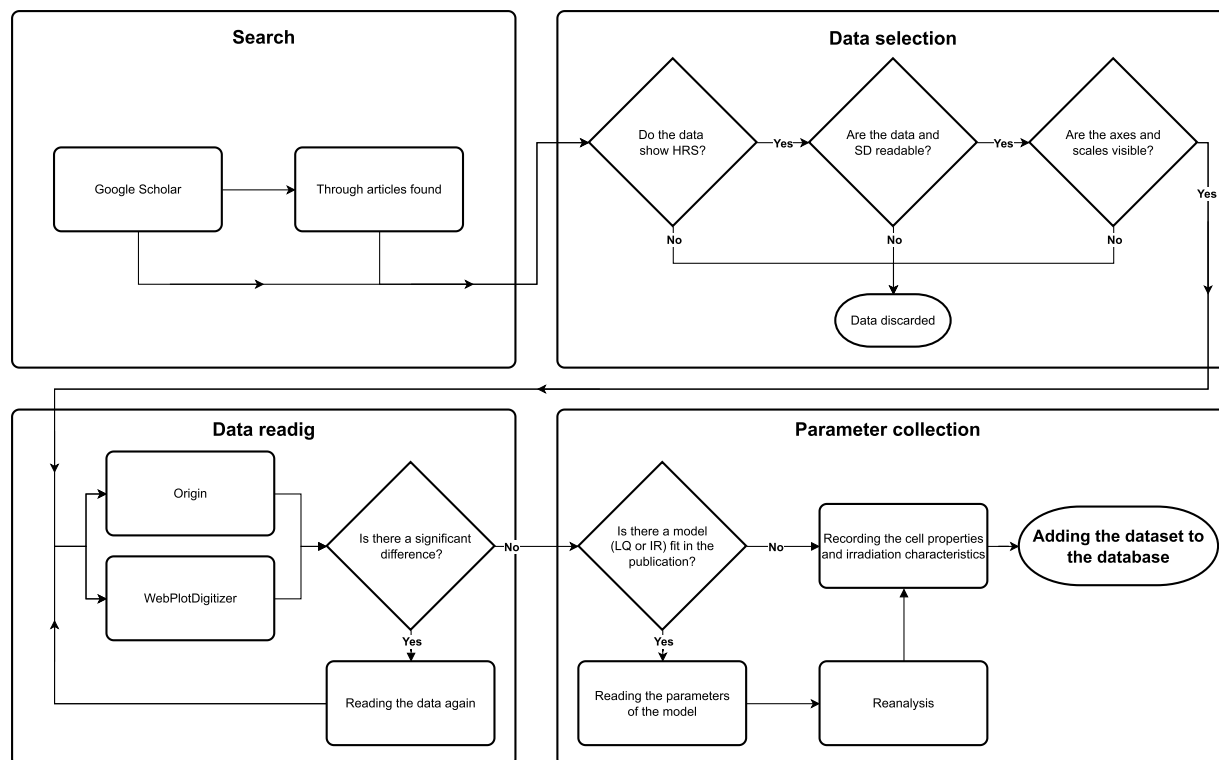 Search
Google Scholar
Through articles found
Data selection
Do the data
show HRS?
Yes
Are the data and
SD readable?
Yes
Are the axes and
scales visible?
Yes
No
No
No
Data discarded
Data readig
Origin
WebPlotDigitizer
Is there a significant
difference?
No
Yes
Reading the data again
Parameter collection
Is there a model
(LQ or IR) fit in the
publication?
No
Yes
Reading the parameters
of the model
Reanalysis
Recording the cell properties
and irradiation characteristics
Adding the dataset to
the database